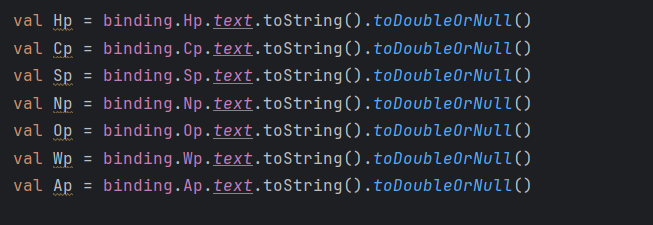 val Hp = binding.Hp.text.toString().toDoubleOrNull()
val Cp = binding.Cp.text.toString().toDoubleOrNull()
val Sp = binding.Sp.text.toString().toDoubleOrNull()
val Np = binding.Np.text.toString().toDoubleOrNull()
val Op = binding.Op.text.toString().toDoubleOrNull()
val Wp = binding.Wp.text.toString().toDoubleOrNull()
val Ap = binding.Ap.text.toString().toDoubleOrNull()